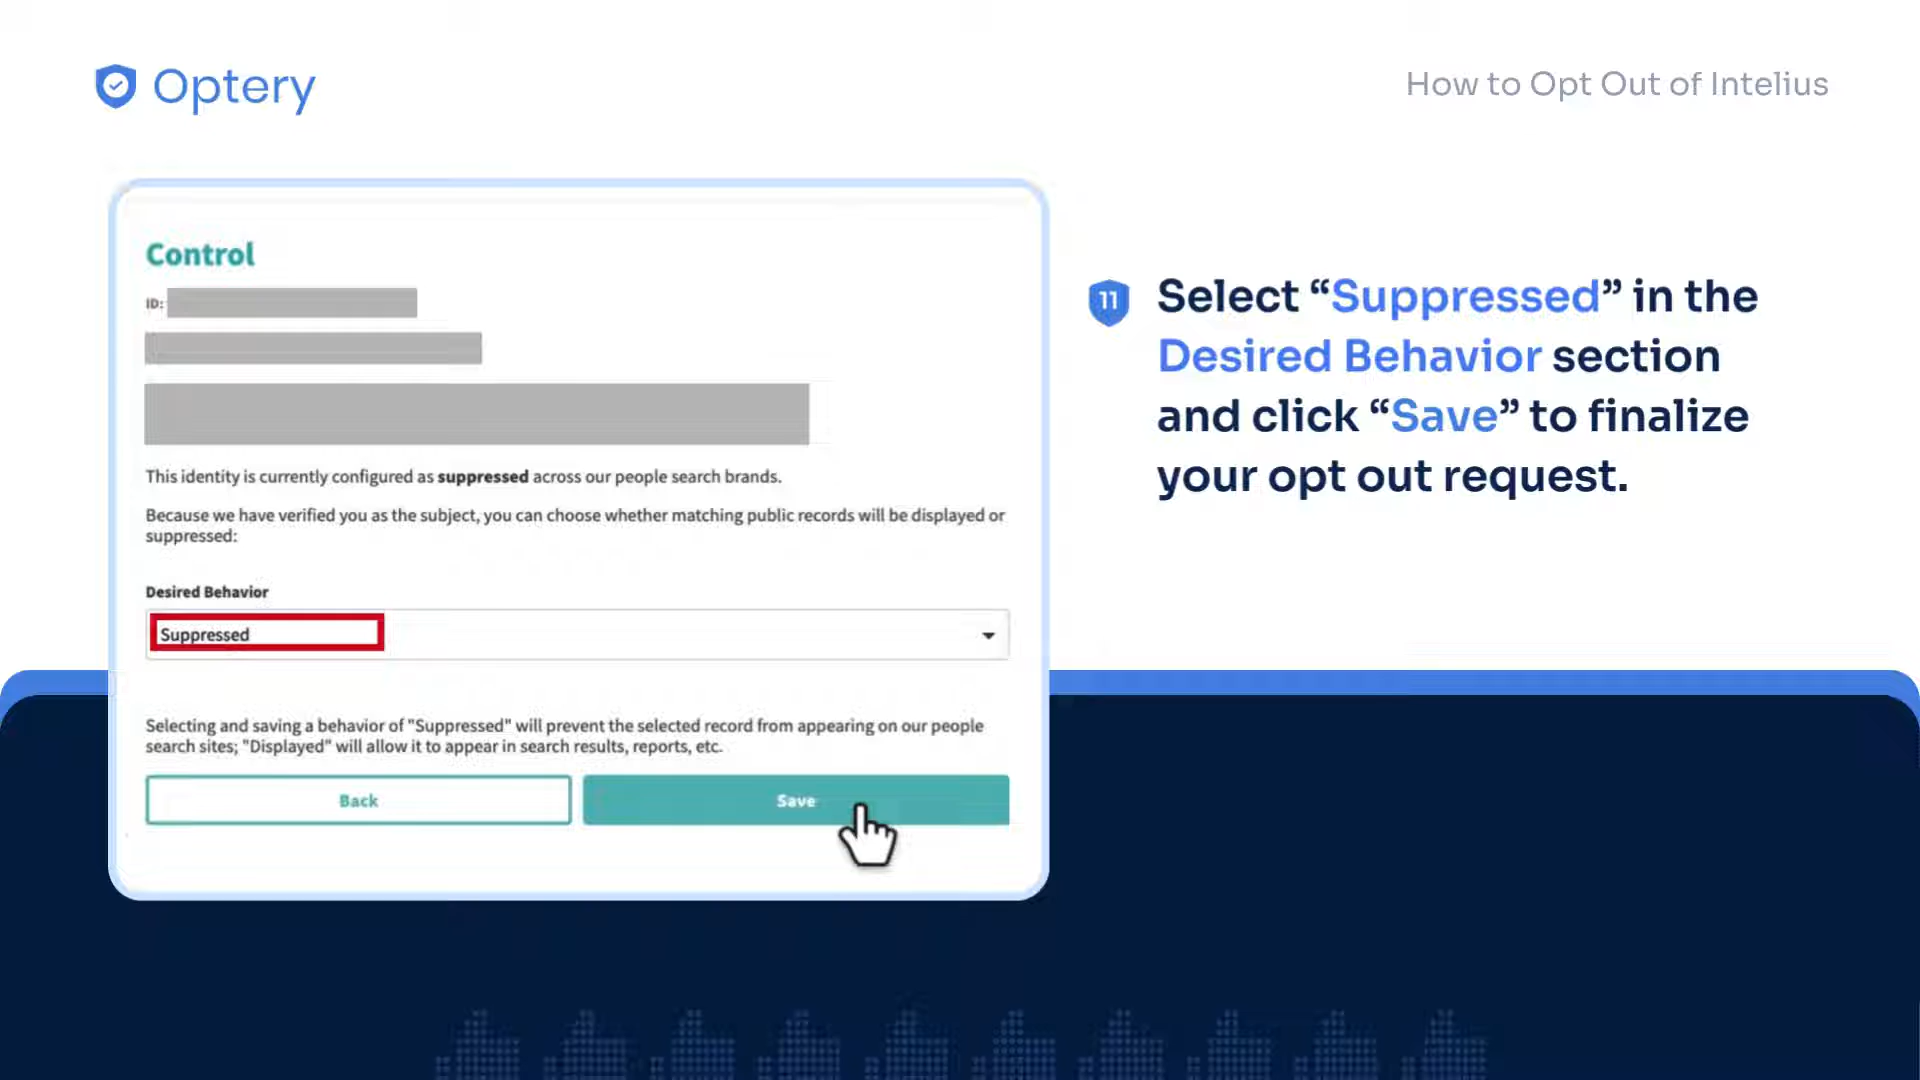 Optery
How to Opt Out of Intelius
Control
ID:
This identity is currently configured as suppressed across our people search brands.
Because we have verified you as the subject, you can choose whether matching public records will be displayed or
suppressed:
Desired Behavior
Suppressed
Selecting and saving a behavior of "Suppressed" will prevent the selected record from appearing on our people
search sites; "Displayed" will allow it to appear in search results, reports, etc.
Back
Save
11
Select “Suppressed” in the
Desired Behavior section
and click “Save” to finalize
your opt out request.